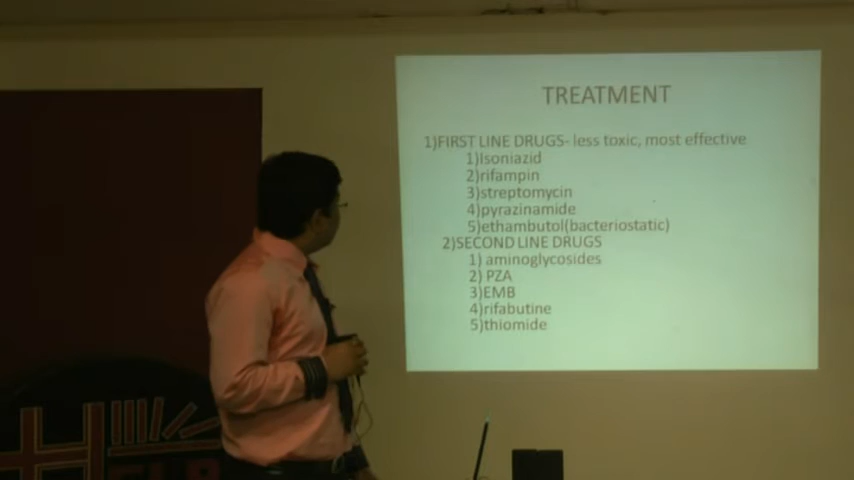 TREATMENT
1)FIRST LINE DRUGS- less toxic, most effective
1)Isoniazid
2)rifampin
3)streptomycin
4)pyrazinamide
5)ethambutol(bacteriostatic)
2)SECOND LINE DRUGS
1) aminoglycosides
2) PZA
3)EMB
4)rifabutine
5)thiomide
HELP